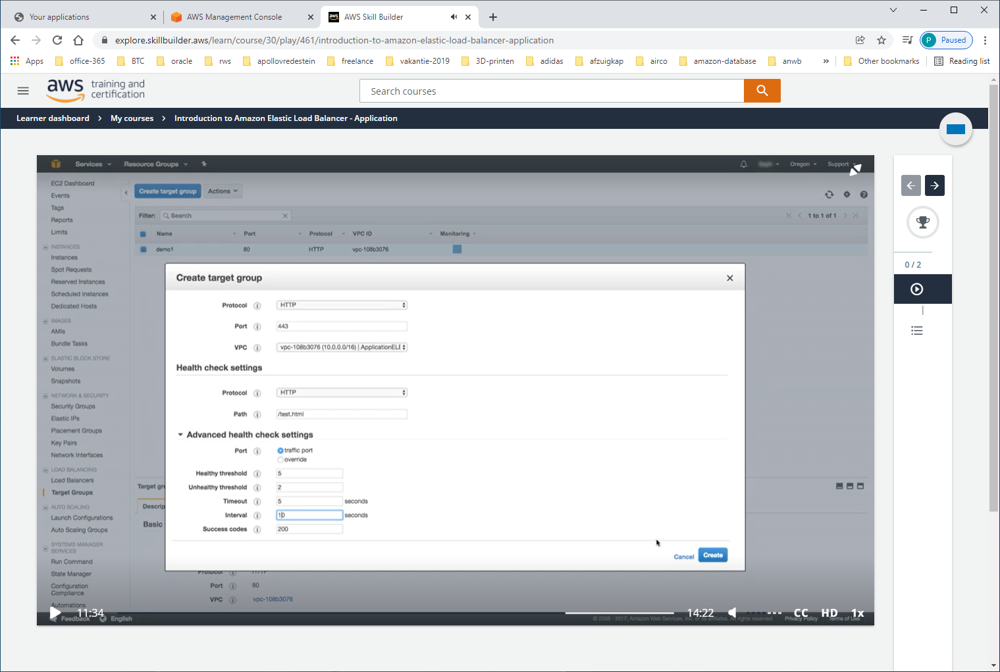 Your applications
AWS Management Console
aws AWS Skill Builder
explore.skillbuilder.aws/learn/course/30/play/461/introduction-to-amazon-elastic-load-balancer-application
P Paused
Apps office-365 BTC oracle rws apollovredestein freelance vakantie-2019 3D-printen adidas afzuigkap airco amazon-database anwb » Other bookmarks Reading list
aws training and
certification
Search courses
Learner dashboard > My courses > Introduction to Amazon Elastic Load Balancer - Application
Services Resource Groups Oregon Support
EC2 Dashboard
Events
Tags
Reports
Limits
INSTANCES
Instances
Spot Requests
Reserved Instances
Scheduled Instances
Dedicated Hosts
IMAGES
AMIs
Bundle Tasks
ELASTIC BLOCK STORE
Volumes
Snapshots
NETWORK & SECURITY
Security Groups
Elastic IPs
Placement Groups
Key Pairs
Network Interfaces
LOAD BALANCING
Load Balancers
Target Groups
AUTO SCALING
Launch Configurations
Auto Scaling Groups
SYSTEMS MANAGER
SERVICES
Run Command
State Manager
Configuration
Compliance
Automations
Feedback English
Create target group Actions
Filter: Search
1 to 1 of 1
Name Port Protocol VPC ID Monitoring
demo1 80 HTTP vpc-108b3076
Create target group
Protocol HTTP
Port 443
VPC vpc-108b3076 (10.0.0.0/16) | ApplicationELE
Health check settings
Protocol HTTP
Path /test.html
Advanced health check settings
Port traffic port
override
Healthy threshold 5
Unhealthy threshold 2
Timeout 5 seconds
Interval 10 seconds
Success codes 200
Cancel Create
Target gr
Descrip
Basic
Protocol HTTP
Port 80
VPC vpc-108b3076
11:34
14:22
CC HD 1x
© 2008 - 2017, Amazon Web Services, Inc. or its affiliates. All rights reserved. Privacy Policy Terms of Use
0 / 2